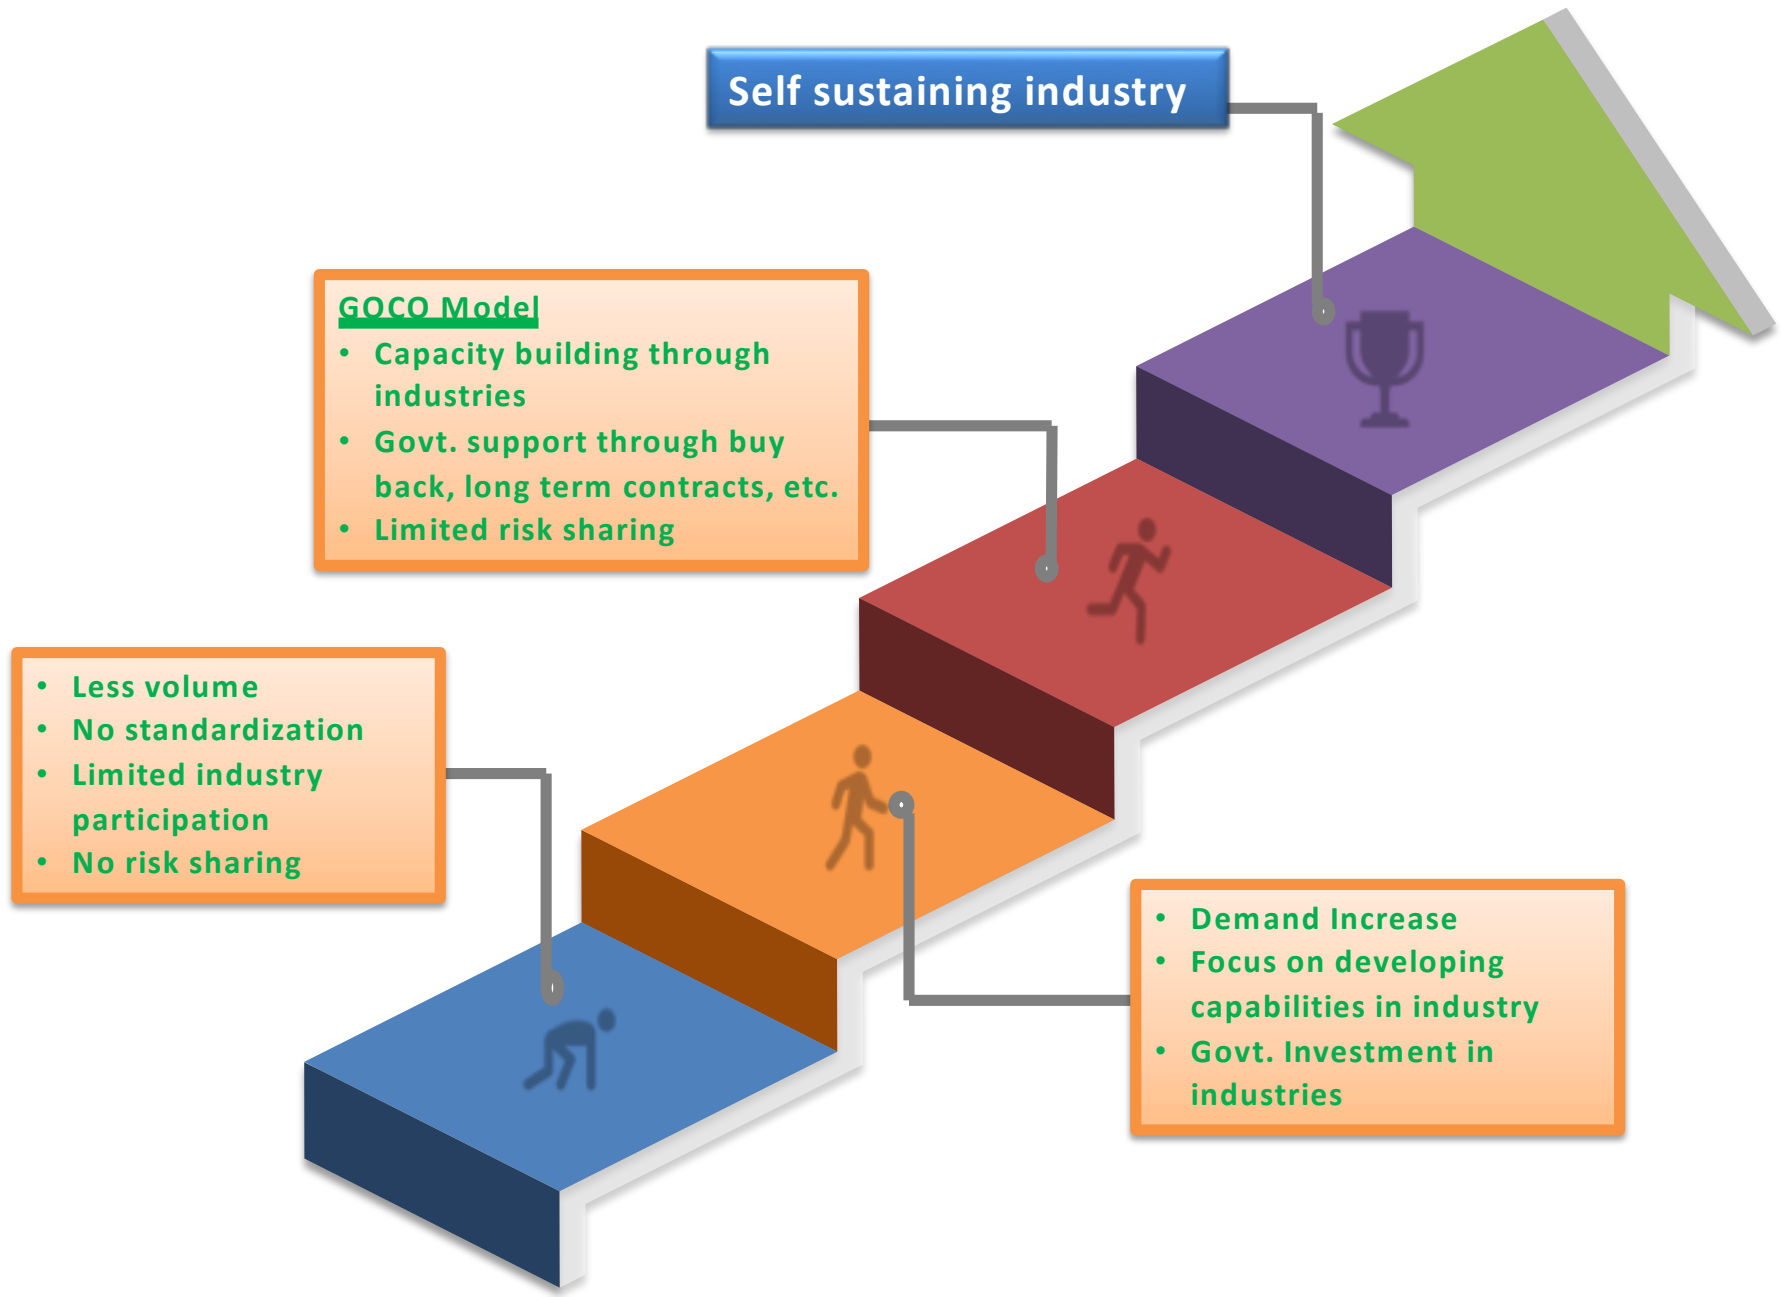 Self sustaining industry
GOCO Model
• Capacity building through
industries
• Govt. support through buy
back, long term contracts, etc.
• Limited risk sharing
• Less volume
• No standardization
• Limited industry
participation
• No risk sharing
• Demand Increase
• Focus on developing
capabilities in industry
• Govt. Investment in
industries